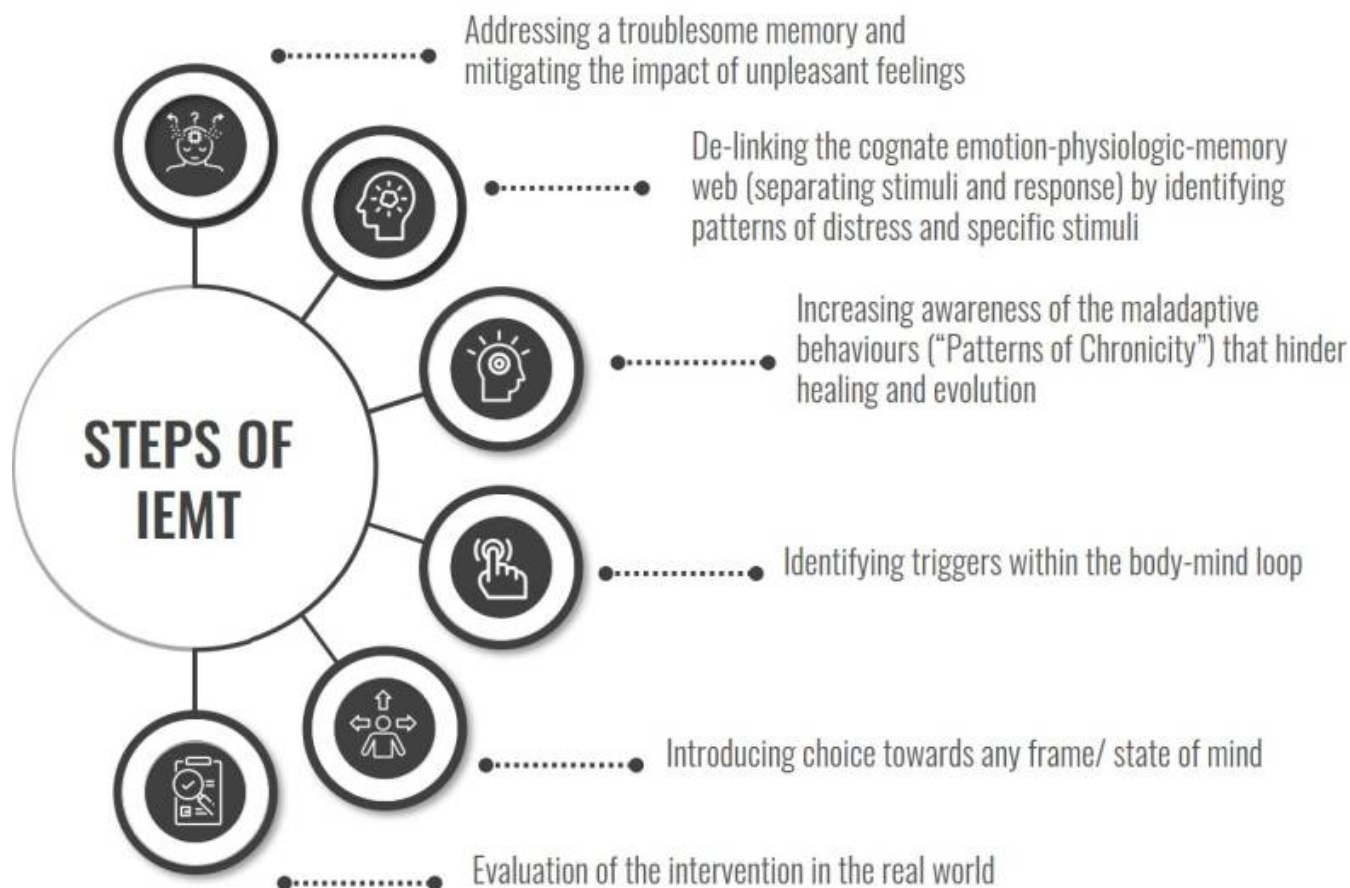 Addressing a troublesome memory and
mitigating the impact of unpleasant feelings
De-linking the cognate emotion-physiologic-memory
web (separating stimuli and response) by identifying
patterns of distress and specific stimuli
Increasing awareness of the maladaptive
behaviours (“Patterns of Chronicity”) that hinder
healing and evolution
STEPS OF
IEMT
Identifying triggers within the body-mind loop
Introducing choice towards any frame/ state of mind
Evaluation of the intervention in the real world